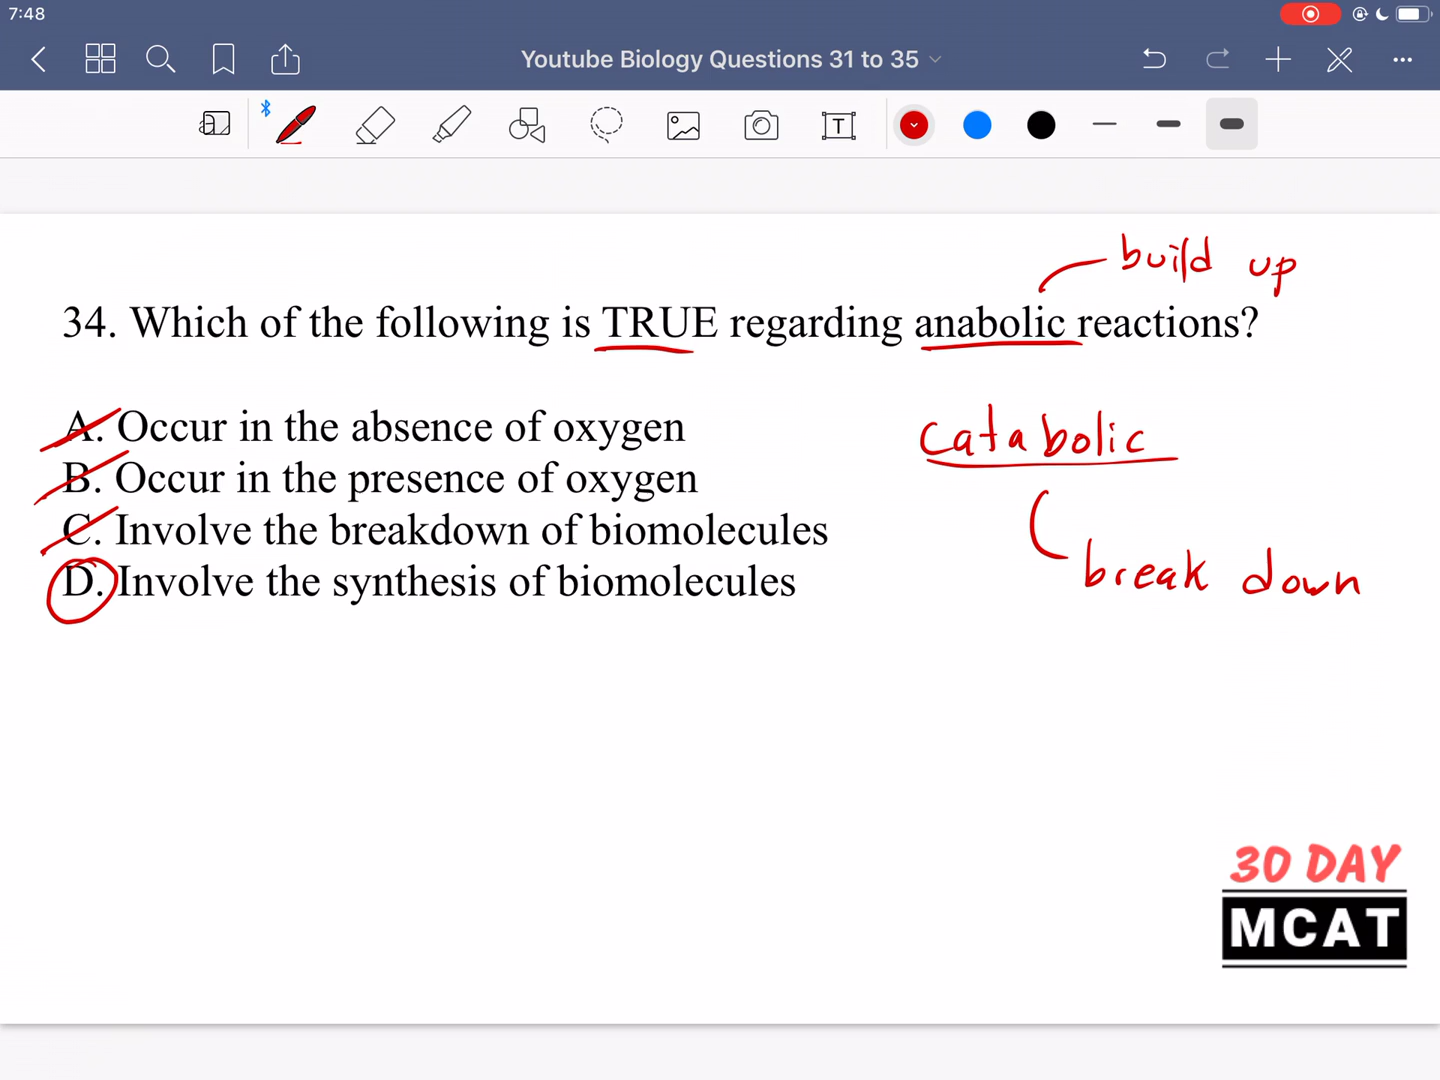 7:48
Youtube Biology Questions 31 to 35
T
build up
34. Which of the following is TRUE regarding anabolic reactions?
A. Occur in the absence of oxygen
catabolic
B. Occur in the presence of oxygen
C. Involve the breakdown of biomolecules
D. Involve the synthesis of biomolecules
break down
30 DAY
MCAT